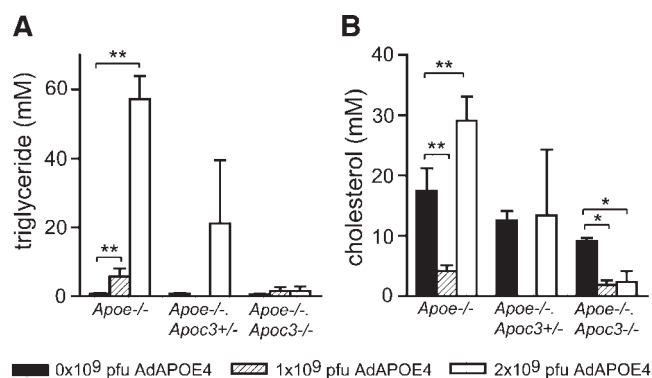 A
B
triglyceride (mM)
60
40
20
0
**
**
Apoe-/-
Apoe-/-.
Apoc3+/-
Apoe-/-.
Apoc3-/-
cholesterol (mM)
40
30
20
10
0
**
**
*
*
Apoe-/-
Apoe-/-.
Apoc3+/-
Apoe-/-.
Apoc3-/-
0x10⁹ pfu AdAPOE4 1x10⁹ pfu AdAPOE4 2x10⁹ pfu AdAPOE4